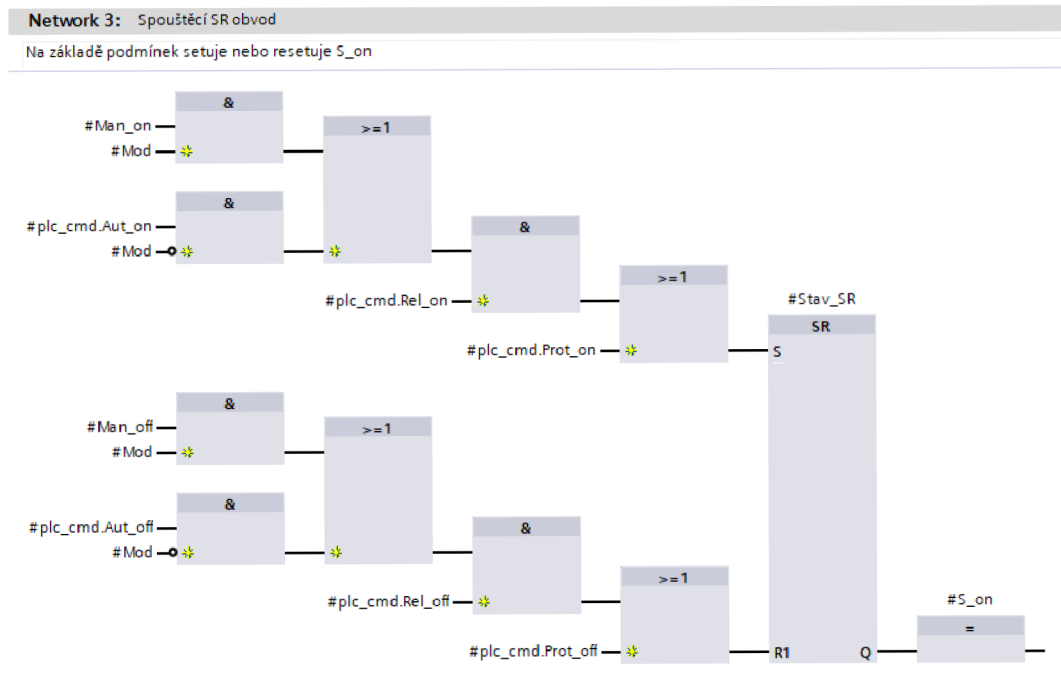 Network 3: Spouštěcí SR obvod
Na základě podmínek setuje nebo resetuje S_on
&
#Man_on
#Mod
>=1
&
#plc_cmd.Aut_on
#Mod
&
#plc_cmd.Rel_on
>=1
#plc_cmd.Prot_on
#Stav_SR
SR
S
&
#Man_off
#Mod
>=1
&
#plc_cmd.Aut_off
#Mod
&
#plc_cmd.Rel_off
>=1
#plc_cmd.Prot_off
R1 Q
#S_on
=